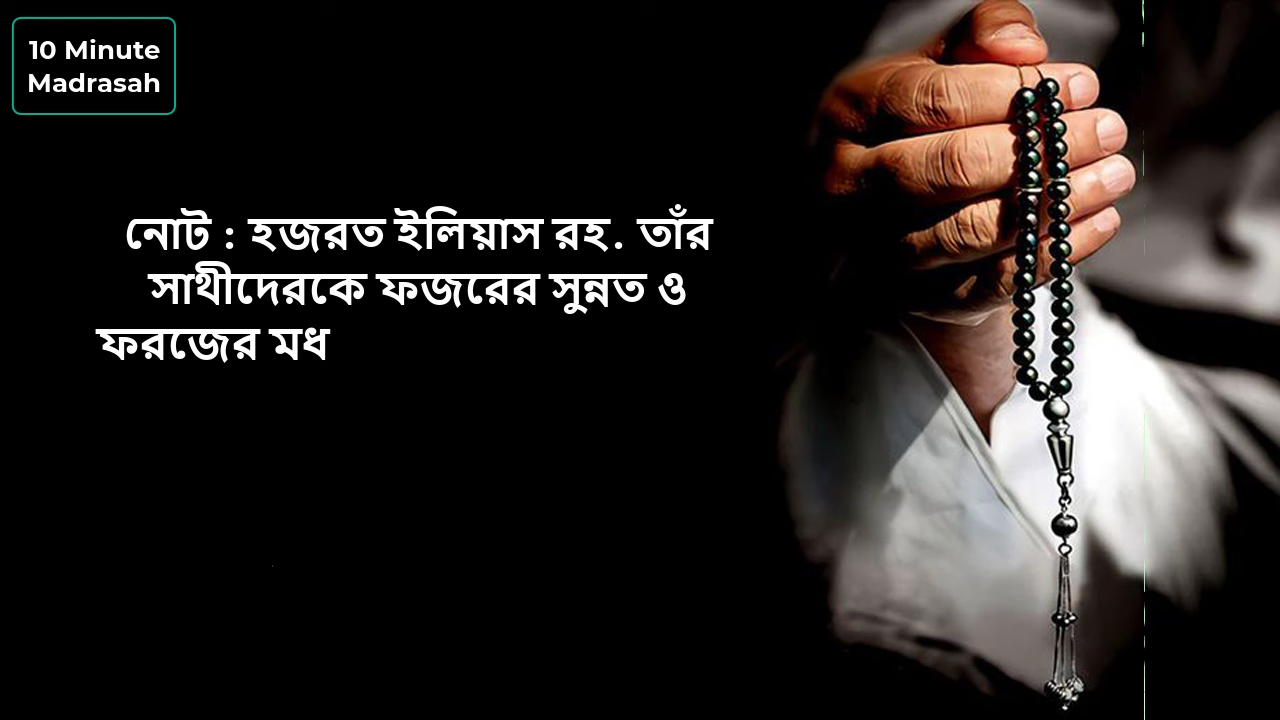 10 Minute
Madrasah
নোট : হজরত ইলিয়াস রহ. তাঁর
সাথীদেরকে ফজরের সুন্নত ও
ফরজের মধ